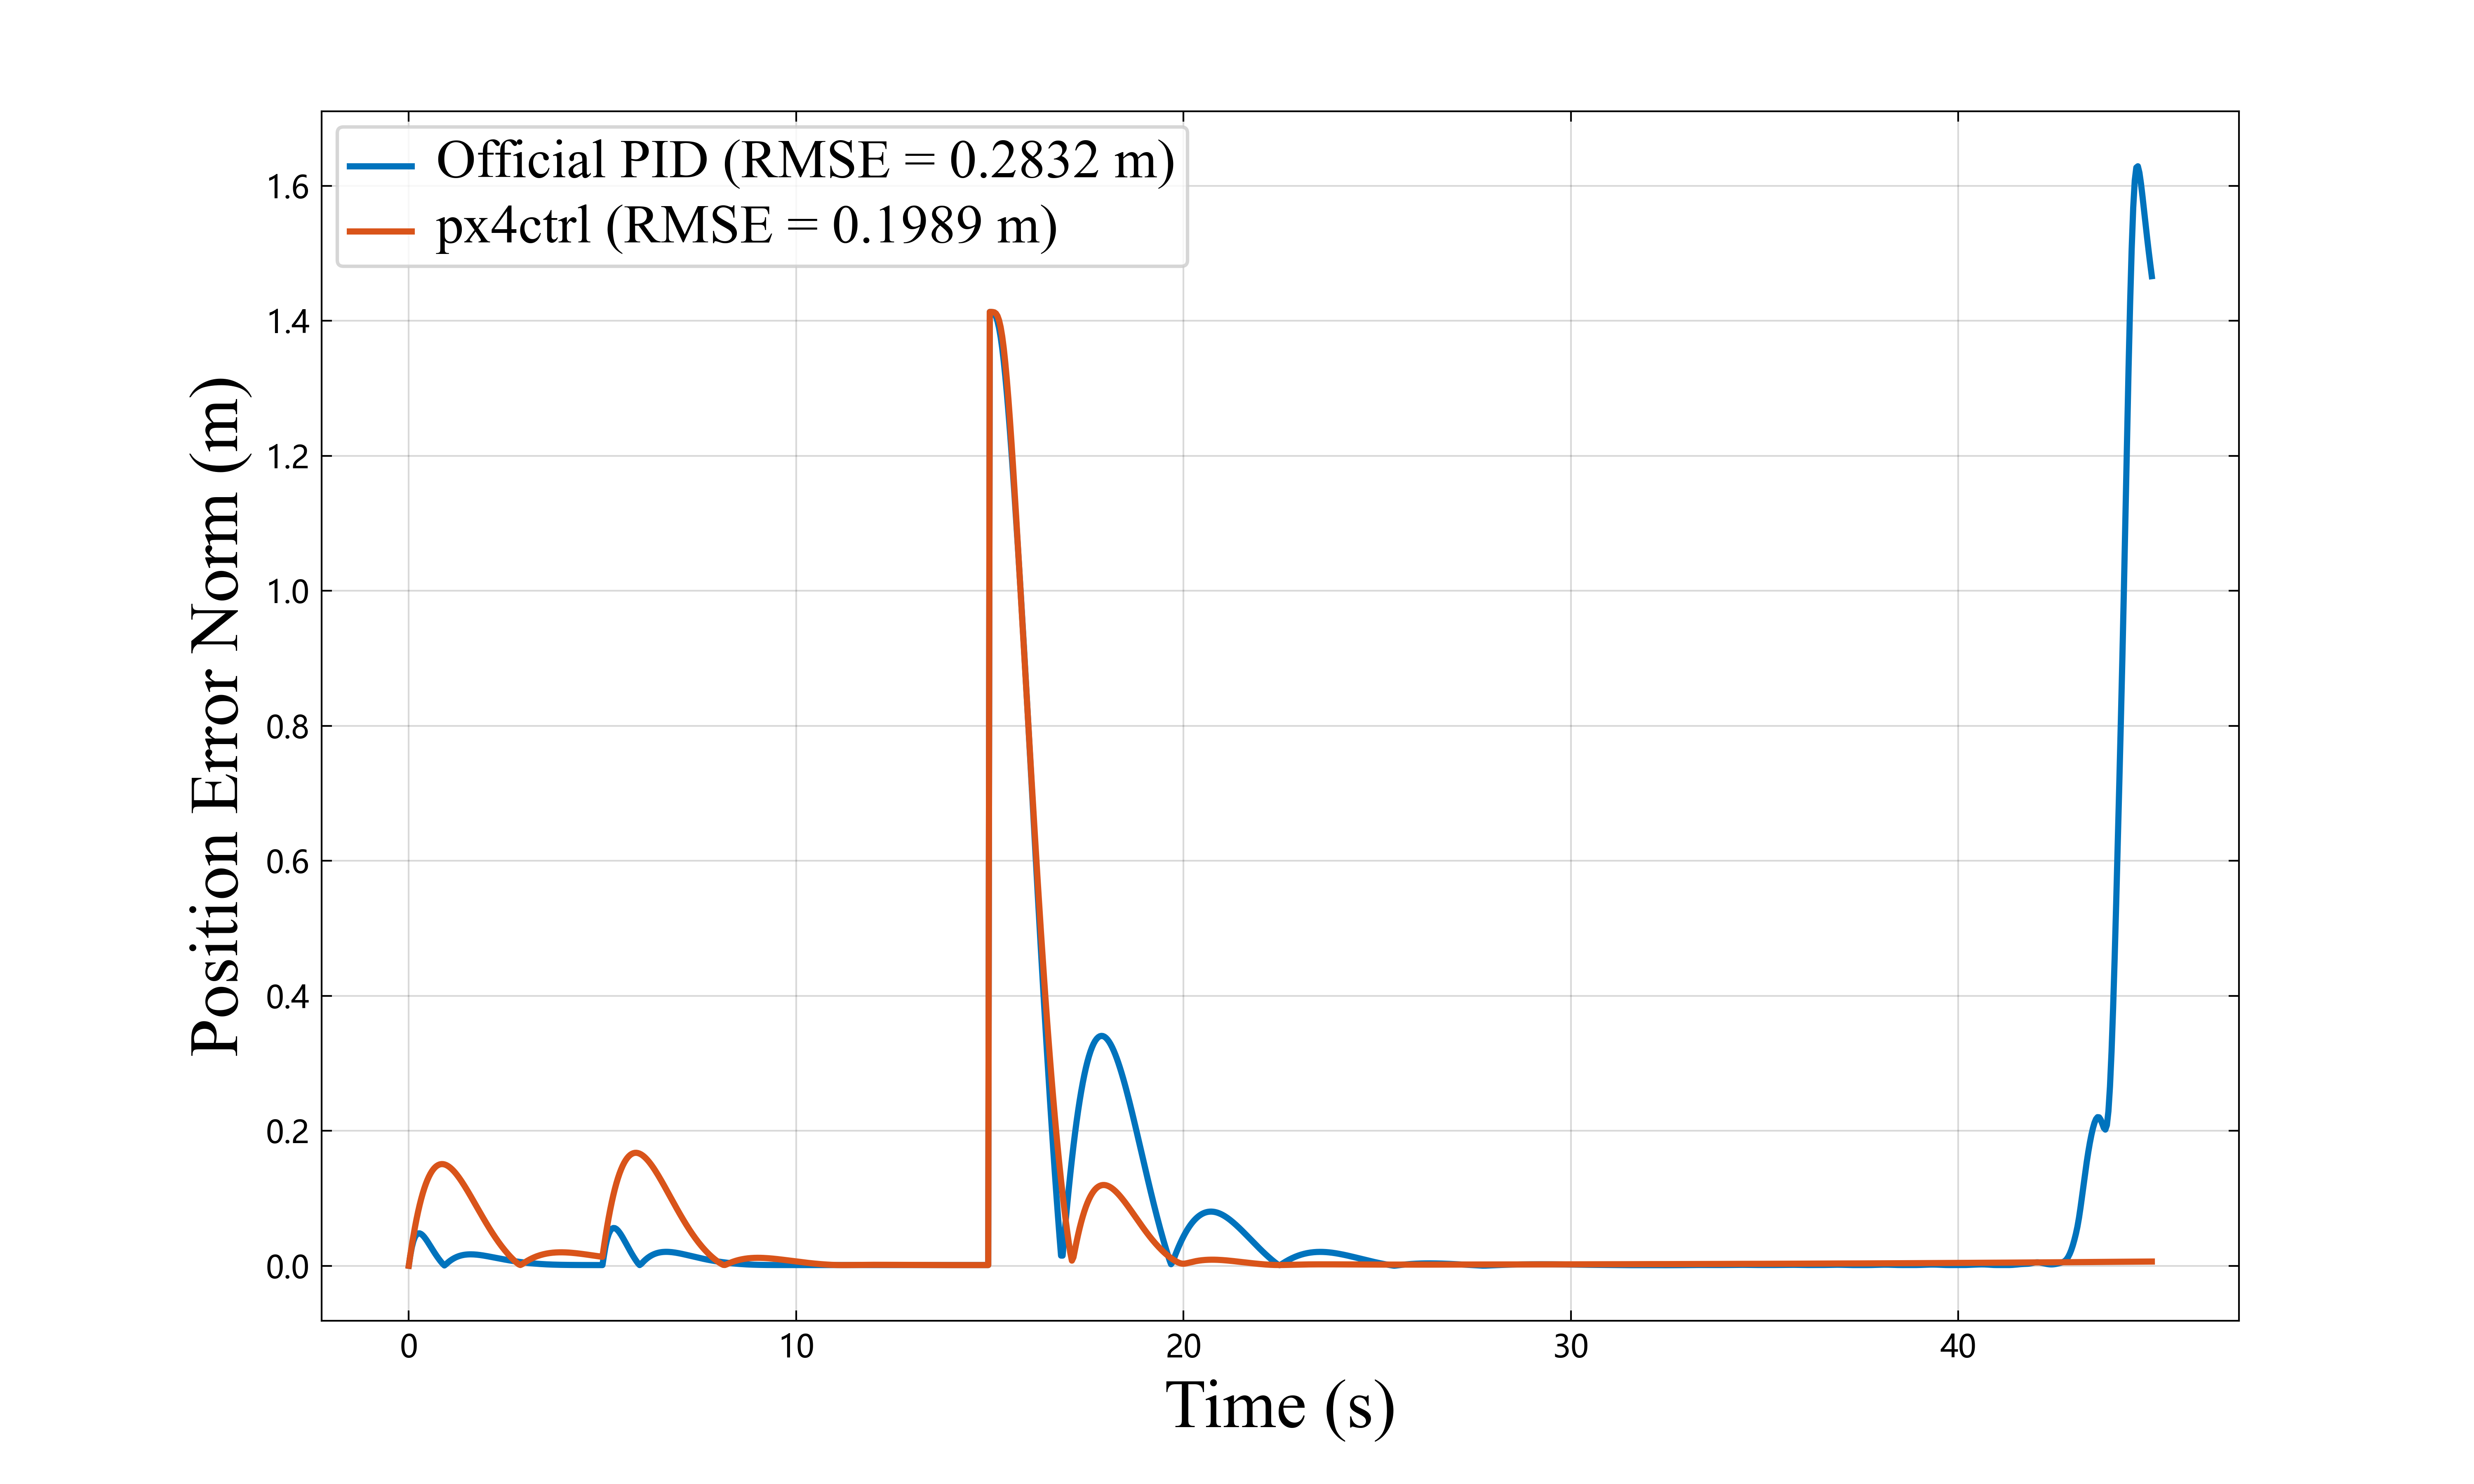 Official PID (RMSE = 0.2832 m)
px4ctrl (RMSE = 0.1989 m)
Position Error Norm (m)
1.6
1.4
1.2
1.0
0.8
0.6
0.4
0.2
0.0
0 10 20 30 40
Time (s)